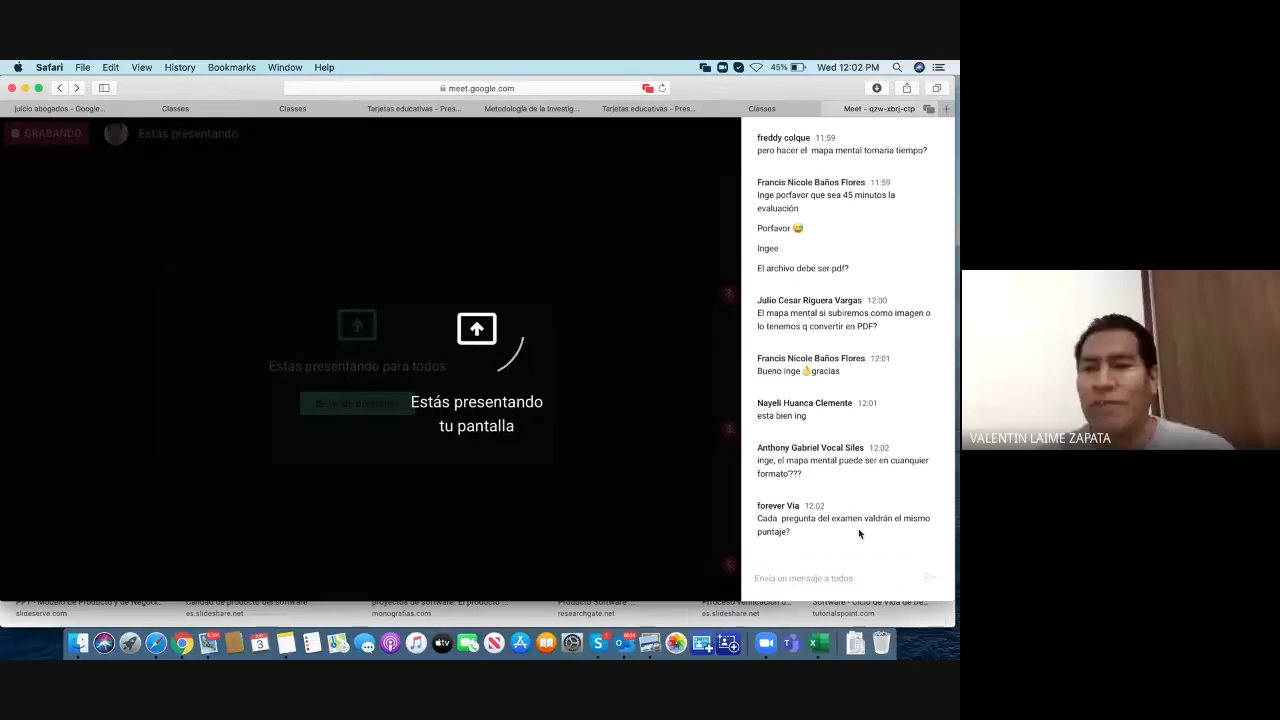 Safari File Edit View History Bookmarks Window Help
45% Wed 12:02 PM
meet.google.com
juicio abogados - Google...
Classes
Classes
Tarjetas educativas - Pres...
Metodología de la Investig...
Tarjetas educativas - Pres...
Classes
Meet - qzw-xbrj-ctp
GRABANDO
Estás presentando
Estás presentando para todos
Estás presentando
tu pantalla
freddy colque 11:59
pero hacer el mapa mental tomaria tiempo?
Francis Nicole Baños Flores 11:59
Inge porfavor que sea 45 minutos la
evaluación
Porfavor 😅
Ingee
El archivo debe ser pdf?
Julio Cesar Riguera Vargas 12:00
El mapa mental si subiremos como imagen o
lo tenemos q convertir en PDF?
Francis Nicole Baños Flores 12:01
Bueno inge 👌gracias
Nayeli Huanca Clemente 12:01
esta bien ing
Anthony Gabriel Vocal Siles 12:02
inge, el mapa mental puede ser en cuanquier
formato'???
forever Via 12:02
Cada pregunta del examen valdrán el mismo
puntaje?
Envía un mensaje a todos
VALENTIN LAIME ZAPATA
slideserve.com
es.slideshare.net
monografias.com
researchgate.net
es.slideshare.net
tutorialspoint.com